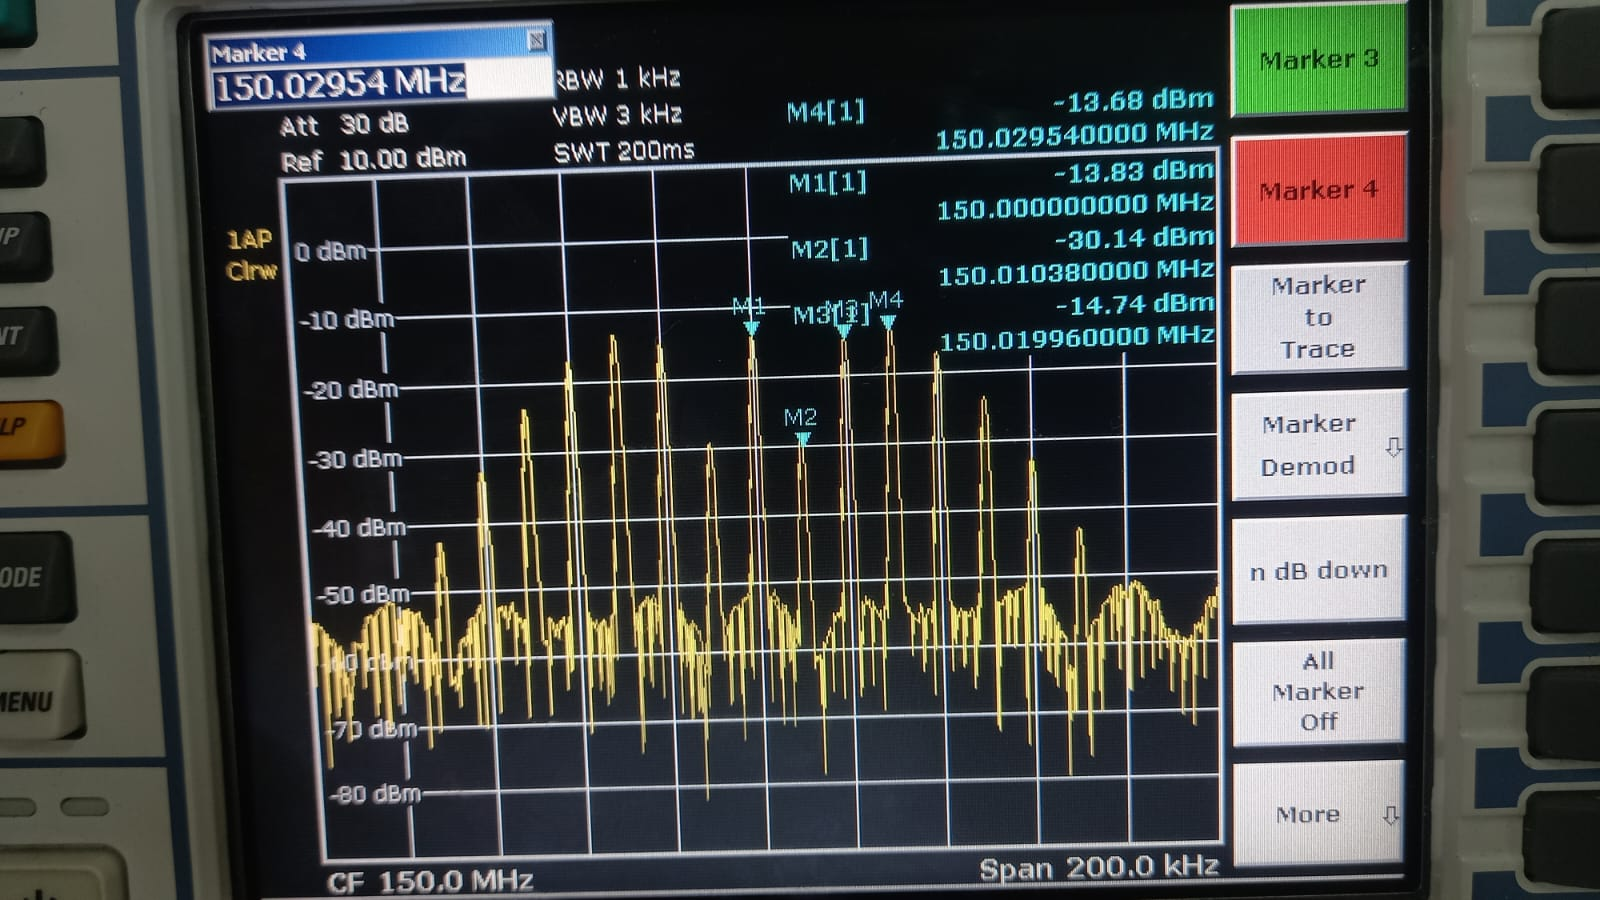 Marker 4
150.02954 MHz
RBW 1 kHz
VBW 3 kHz
SWT 200ms
Att 30 dB
Ref 10.00 dBm
M4[1]
-13.68 dBm
150.029540000 MHz
M1[1]
-13.83 dBm
150.000000000 MHz
M2[1]
-30.14 dBm
150.010380000 MHz
M3[1]
-14.74 dBm
150.019960000 MHz
1AP
Clrw
0 dBm
-10 dBm
-20 dBm
-30 dBm
-40 dBm
-50 dBm
-60 dBm
-70 dBm
-80 dBm
M1
M3
M4
M2
CF 150.0 MHz
Span 200.0 kHz
Marker 3
Marker 4
Marker
to
Trace
Marker
Demod
n dB down
All
Marker
Off
More
ODE
MENU